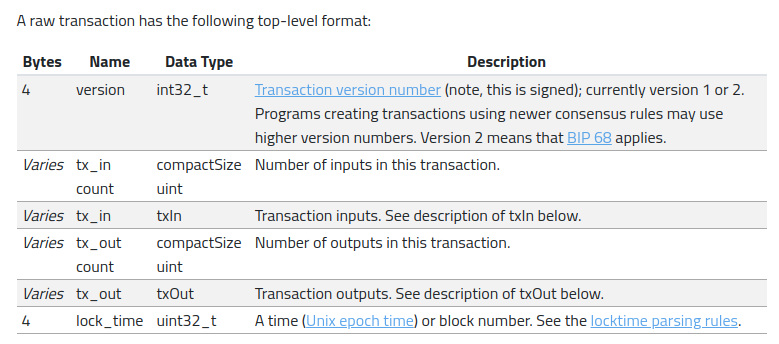 A raw transaction has the following top-level format:
Bytes Name Data Type Description
4 version int32_t Transaction version number (note, this is signed); currently version 1 or 2.
Programs creating transactions using newer consensus rules may use
higher version numbers. Version 2 means that BIP 68 applies.
Varies tx_in compactSize Number of inputs in this transaction.
count uint
Varies tx_in txIn Transaction inputs. See description of txIn below.
Varies tx_out compactSize Number of outputs in this transaction.
count uint
Varies tx_out txOut Transaction outputs. See description of txOut below.
4 lock_time uint32_t A time (Unix epoch time) or block number. See the locktime parsing rules.